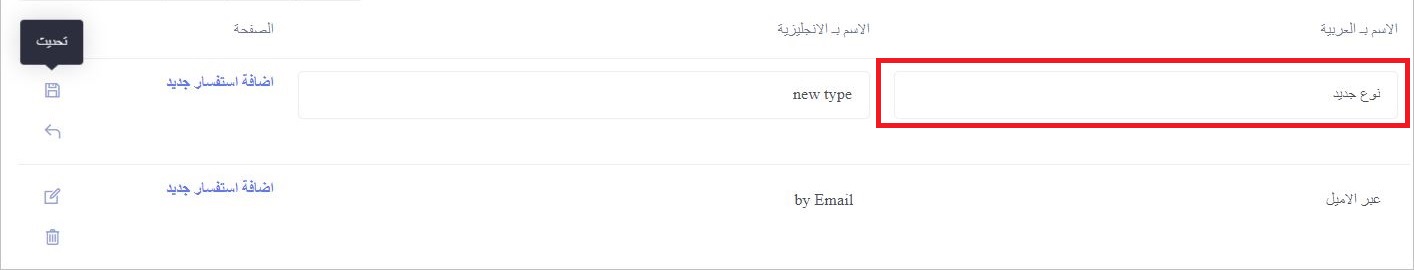 الاسم بـ العربية
الاسم بـ الانجليزية
الصفحة
تحديث
نوع جديد
new type
اضافة استفسار جديد
عبر الاميل
by Email
اضافة استفسار جديد